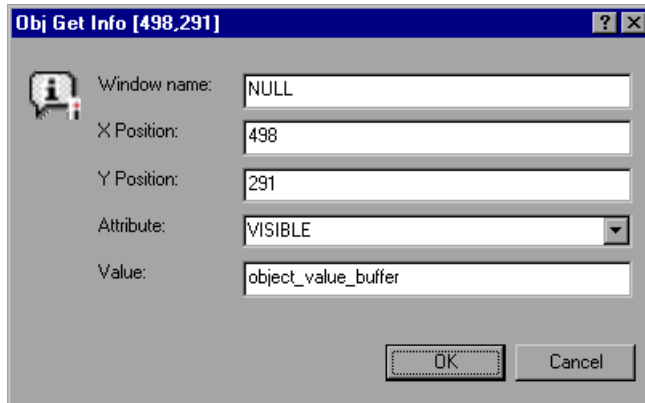 Obj Get Info [498,291]
Window name: NULL
X Position: 498
Y Position: 291
Attribute: VISIBLE
Value: object_value_buffer
OK Cancel